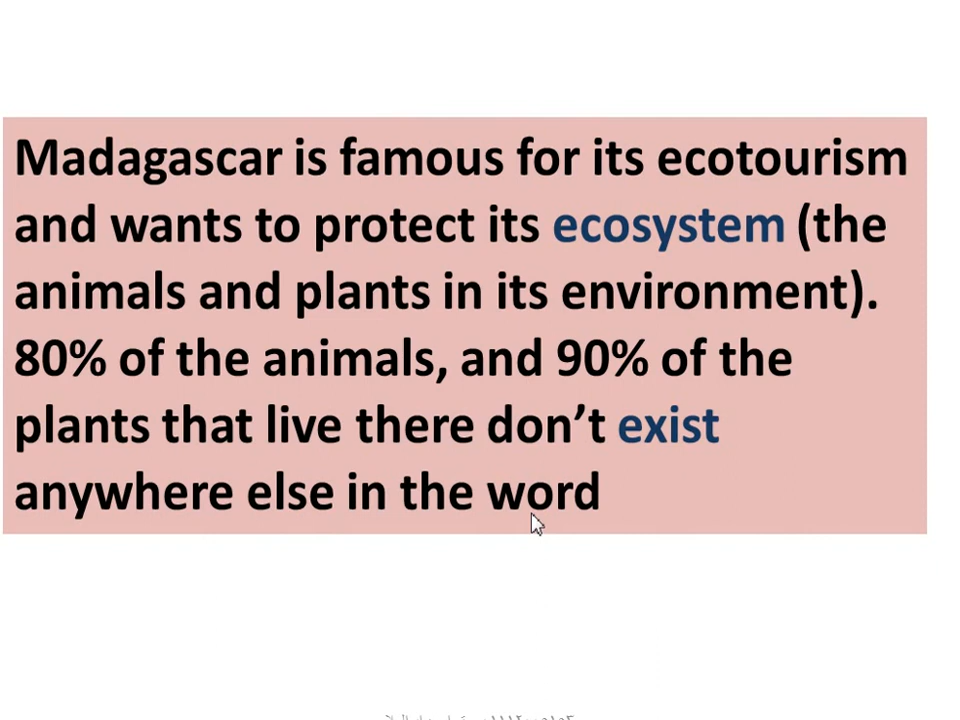 Madagascar is famous for its ecotourism
and wants to protect its ecosystem (the
animals and plants in its environment).
80% of the animals, and 90% of the
plants that live there don’t exist
anywhere else in the word